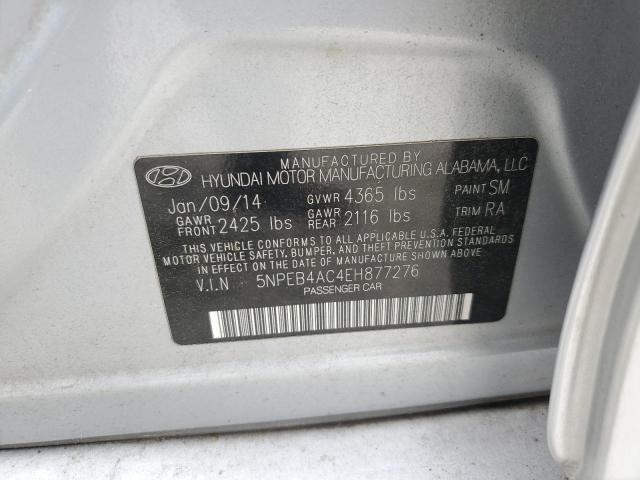 MANUFACTURED BY
HYUNDAI MOTOR MANUFACTURING ALABAMA, LLC
Jan/09/14 GVWR 4365 lbs PAINT SM
GAWR FRONT 2425 lbs GAWR REAR 2116 lbs TRIM RA
THIS VEHICLE CONFORMS TO ALL APPLICABLE U.S. FEDERAL
MOTOR VEHICLE SAFETY, BUMPER, AND THEFT PREVENTION STANDARDS
IN EFFECT ON THE DATE OF MANUFACTURE SHOWN ABOVE
V.I.N 5NPEB4AC4EH877276
PASSENGER CAR